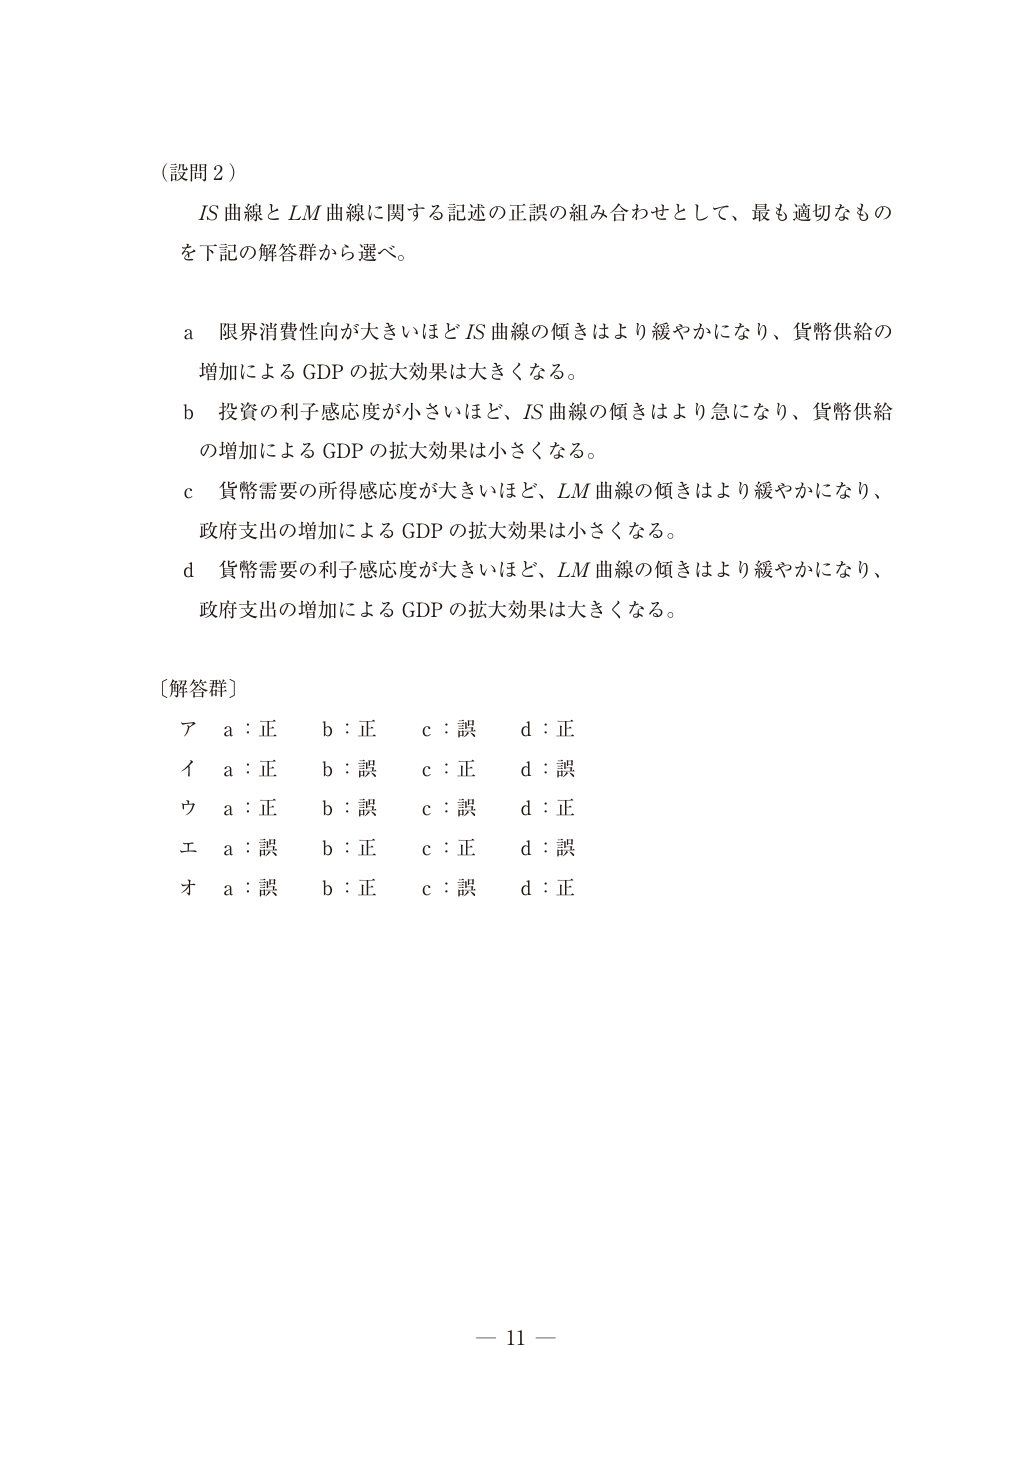 （設問２）
IS 曲線と LM 曲線に関する記述の正誤の組み合わせとして、最も適切なもの
を下記の解答群から選べ。
a　限界消費性向が大きいほど IS 曲線の傾きはより緩やかになり、貨幣供給の
増加による GDP の拡大効果は大きくなる。
b　投資の利子感応度が小さいほど、IS 曲線の傾きはより急になり、貨幣供給
の増加による GDP の拡大効果は小さくなる。
c　貨幣需要の所得感応度が大きいほど、LM 曲線の傾きはより緩やかになり、
政府支出の増加による GDP の拡大効果は小さくなる。
d　貨幣需要の利子感応度が大きいほど、LM 曲線の傾きはより緩やかになり、
政府支出の増加による GDP の拡大効果は大きくなる。
〔解答群〕
ア　a：正　b：正　c：誤　d：正
イ　a：正　b：誤　c：正　d：誤
ウ　a：正　b：誤　c：誤　d：正
エ　a：誤　b：正　c：正　d：誤
オ　a：誤　b：正　c：誤　d：正
— 11 —